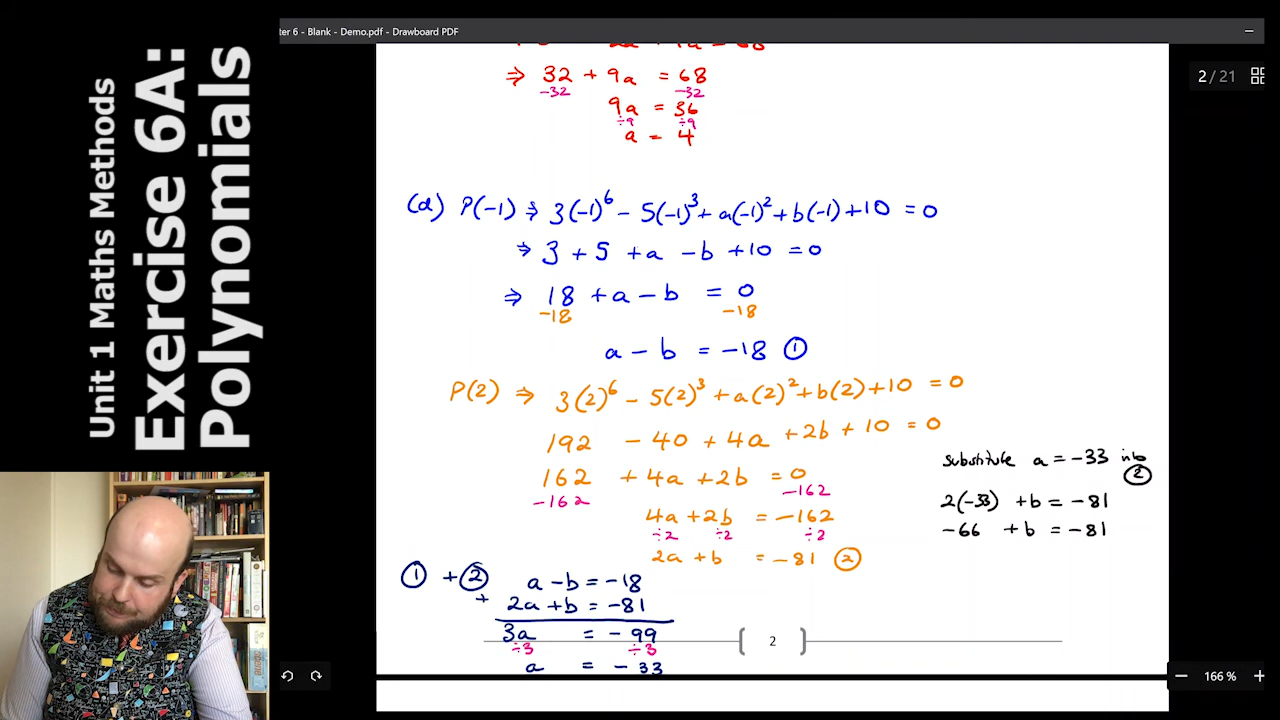 Unit 1 Maths Methods
Exercise 6A:
Polynomials
ter 6 - Blank - Demo.pdf - Drawboard PDF
2 / 21
⇒ 32 + 9a = 68
-32 -32
9a = 36
÷9 ÷9
a = 4
(d) P(-1) ⇒ 3(-1)⁶ - 5(-1)³ + a(-1)² + b(-1) + 10 = 0
⇒ 3 + 5 + a - b + 10 = 0
⇒ 18 + a - b = 0
-18 -18
a - b = -18 ①
P(2) ⇒ 3(2)⁶ - 5(2)³ + a(2)² + b(2) + 10 = 0
192 - 40 + 4a + 2b + 10 = 0
162 + 4a + 2b = 0
-162 -162
4a + 2b = -162
÷2 ÷2 ÷2
2a + b = -81 ②
① + ② a - b = -18
+ 2a + b = -81
3a = -99
÷3 ÷3
a = -33
substitute a = -33 into
②
2(-33) + b = -81
-66 + b = -81
2
166 %